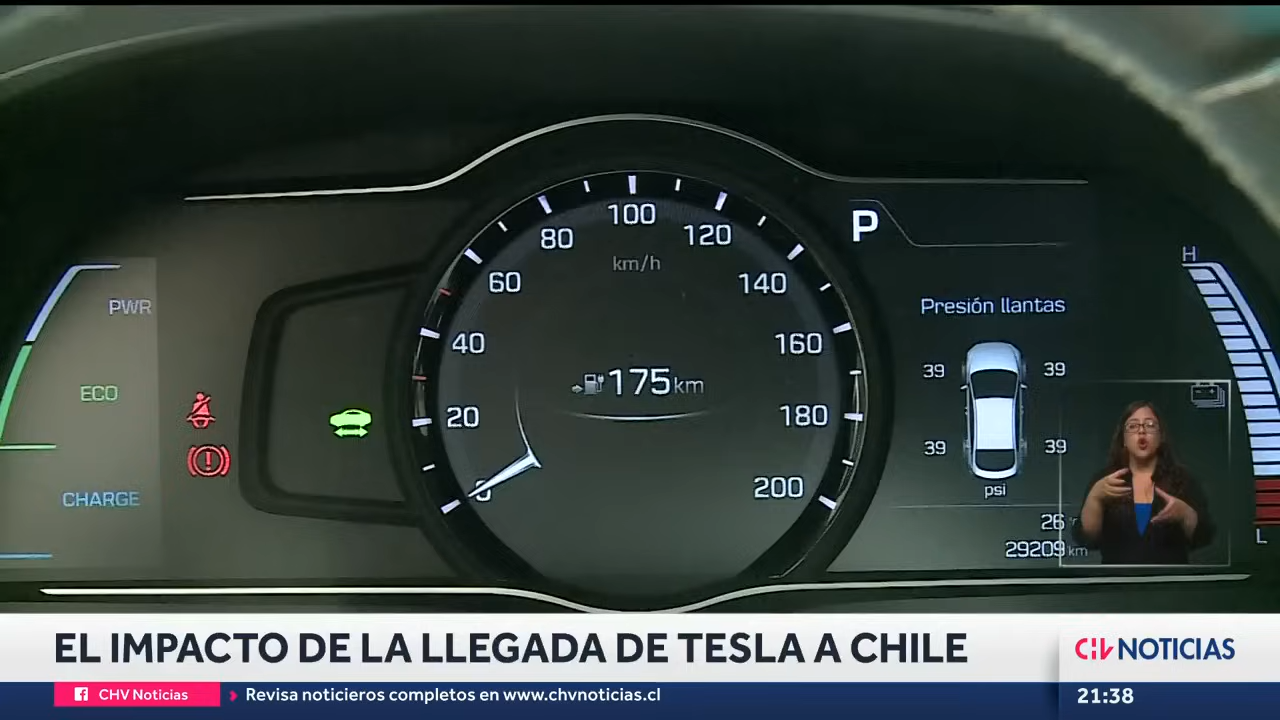 100
80
120
km/h
60
140
40
160
175 km
20
180
0
200
PWR
ECO
CHARGE
P
Presión llantas
39
39
39
39
psi
26
29209 km
H
L
EL IMPACTO DE LA LLEGADA DE TESLA A CHILE
CHV NOTICIAS
CHV Noticias
Revisa noticieros completos en www.chvnoticias.cl
21:38